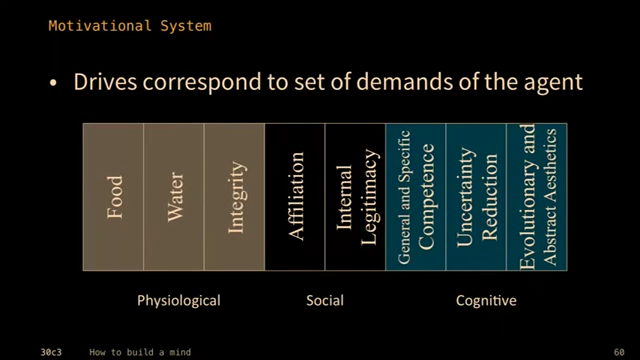 Motivational System
• Drives correspond to set of demands of the agent
Food
Water
Integrity
Affiliation
Internal
Legitimacy
General and Specific
Competence
Uncertainty
Reduction
Evolutionary and
Abstract Aesthetics
Physiological
Social
Cognitive
30c3 How to build a mind 60